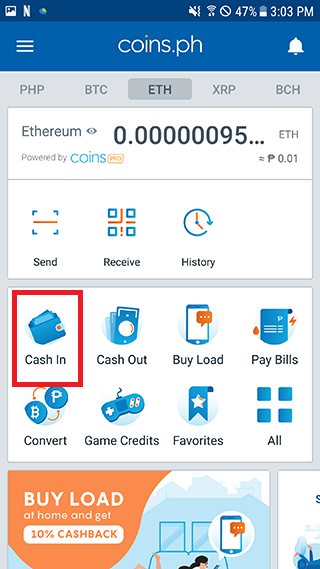 N 47% 3:03 PM
coins.ph
PHP BTC ETH XRP BCH
Ethereum 0.00000095... ETH
Powered by coins PRO ≈ ₱ 0.01
Send Receive History
Cash In Cash Out Buy Load Pay Bills
Convert Game Credits Favorites All
BUY LOAD
at home and get
10% CASHBACK
S